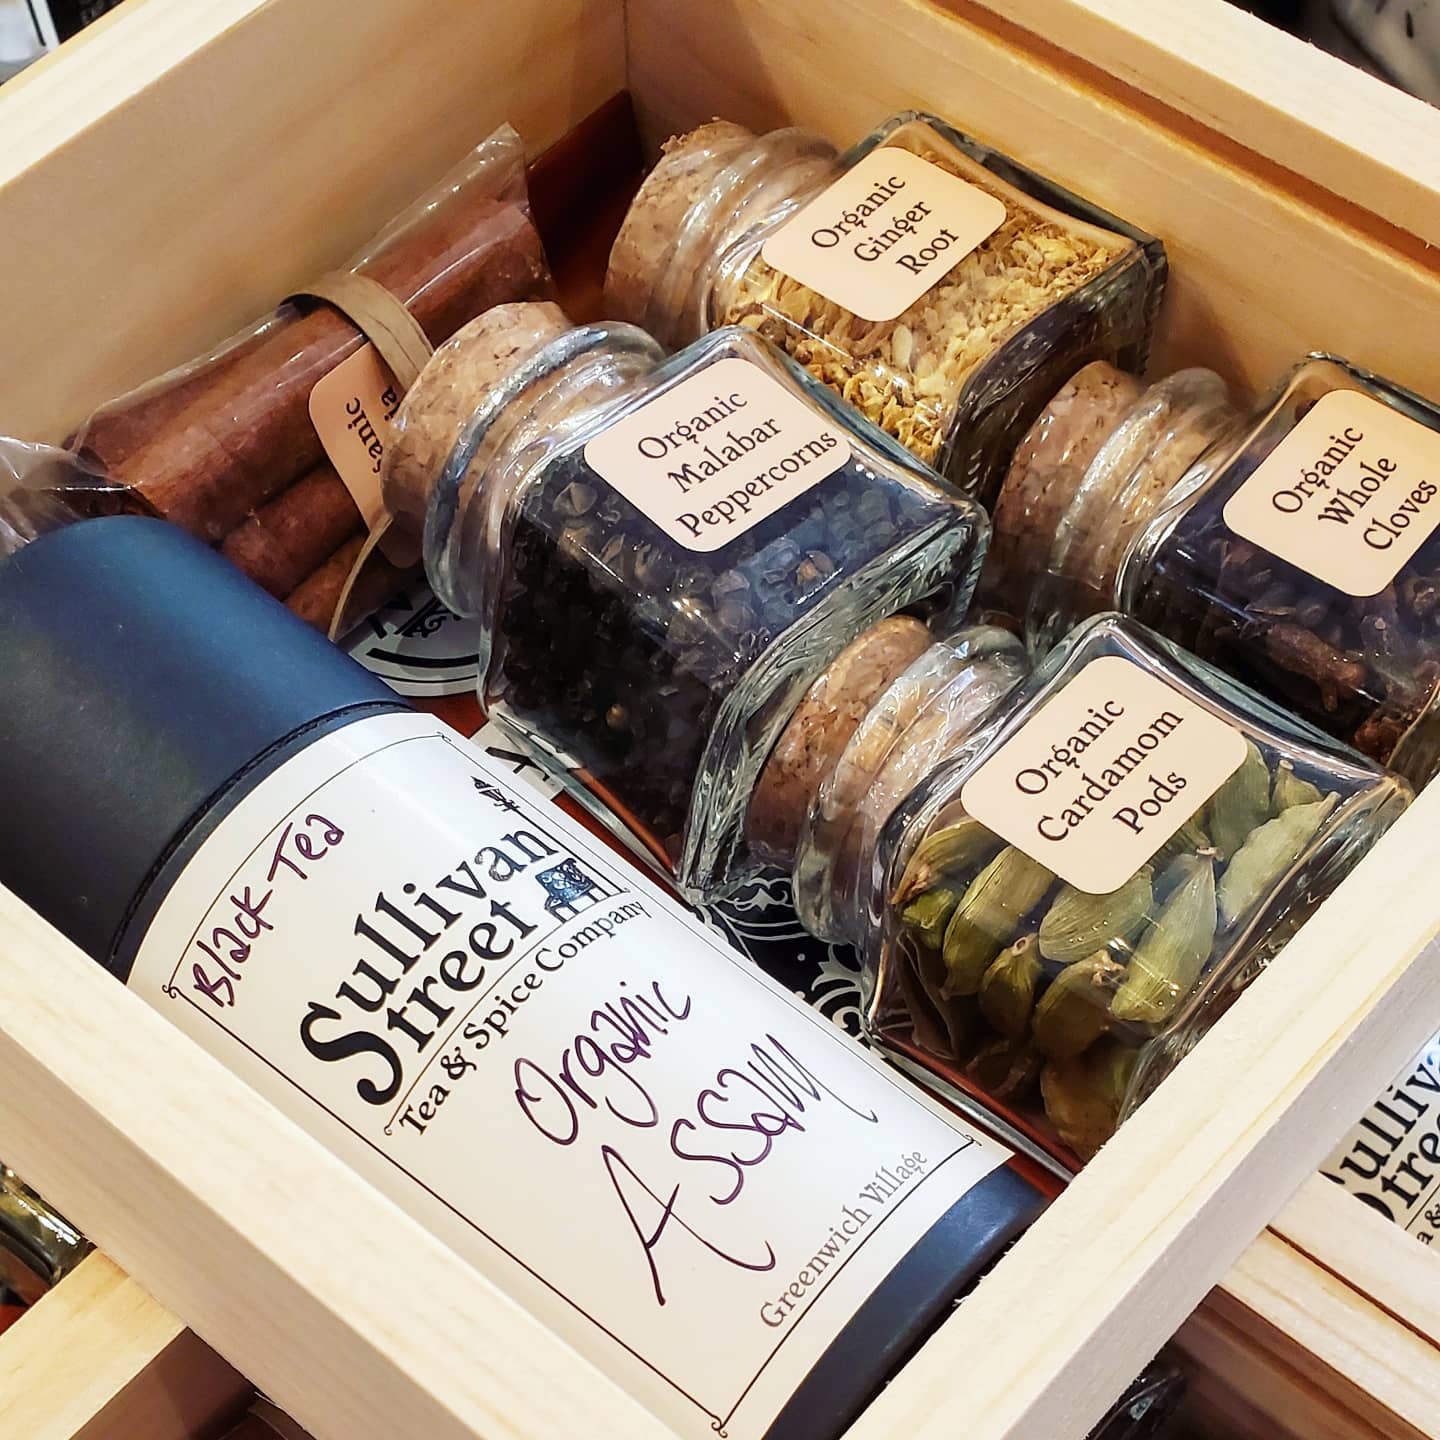 Organic
Ginger
Root
Organic
Malabar
Peppercorns
Organic
Whole
Cloves
Organic
Cardamom
Pods
Black-Tea
Sullivan
Street
Tea & Spice Company
Organic
Assam
Greenwich Village